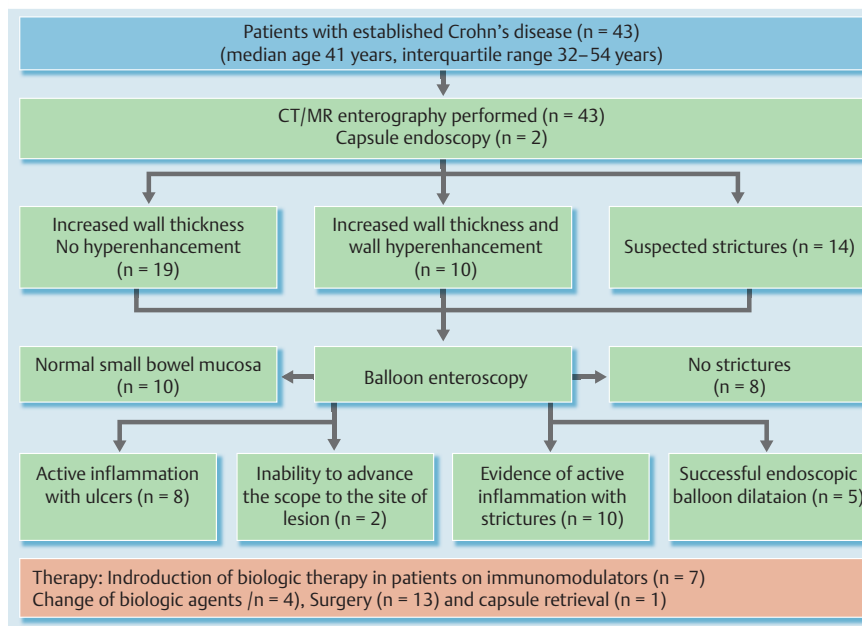 Patients with established Crohn's disease (n = 43)
(median age 41 years, interquartile range 32–54 years)
CT/MR enterography performed (n = 43)
Capsule endoscopy (n = 2)
Increased wall thickness
No hyperenhancement
(n = 19)
Increased wall thickness and
wall hyperenhancement
(n = 10)
Suspected strictures (n = 14)
Normal small bowel mucosa
(n = 10)
Balloon enteroscopy
No strictures
(n = 8)
Active inflammation
with ulcers (n = 8)
Inability to advance
the scope to the site of
lesion (n = 2)
Evidence of active
inflammation with
strictures (n = 10)
Successful endoscopic
balloon dilataion (n = 5)
Therapy: Indroduction of biologic therapy in patients on immunomodulators (n = 7)
Change of biologic agents /n = 4), Surgery (n = 13) and capsule retrieval (n = 1)